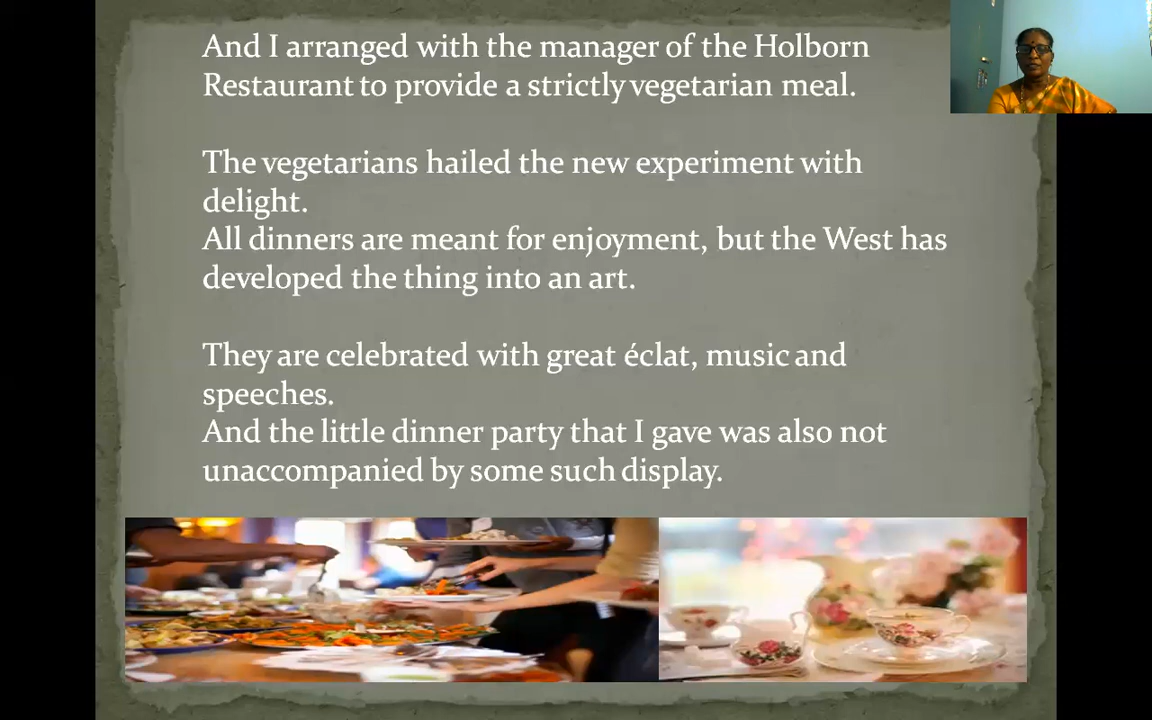 And I arranged with the manager of the Holborn
Restaurant to provide a strictly vegetarian meal.
The vegetarians hailed the new experiment with
delight.
All dinners are meant for enjoyment, but the West has
developed the thing into an art.
They are celebrated with great éclat, music and
speeches.
And the little dinner party that I gave was also not
unaccompanied by some such display.